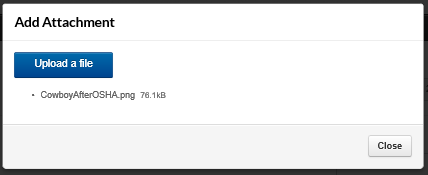 Add Attachment
Upload a file
• CowboyAfterOSHA.png 76.1kB
Close